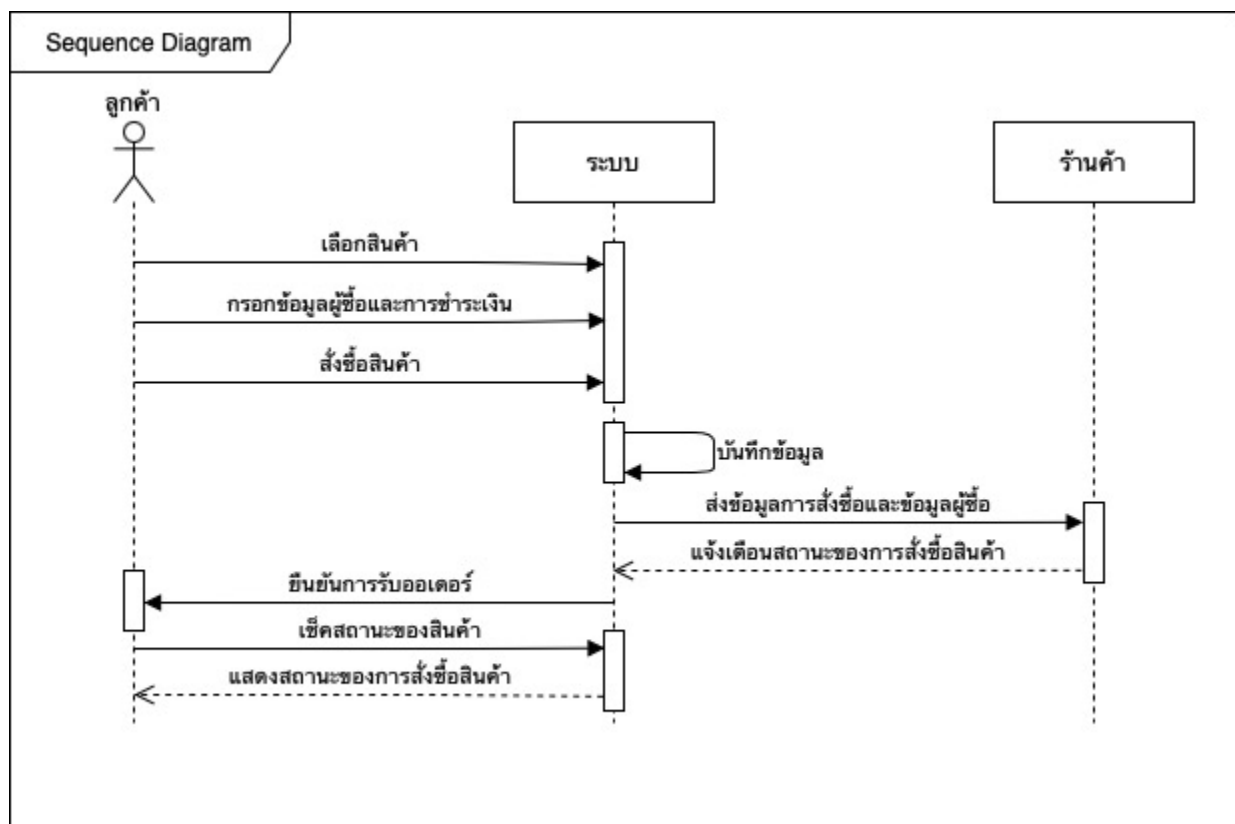 Sequence Diagram
ลูกค้า
ระบบ
ร้านค้า
เลือกสินค้า
กรอกข้อมูลผู้ซื้อและการชำระเงิน
สั่งซื้อสินค้า
บันทึกข้อมูล
ส่งข้อมูลการสั่งซื้อและข้อมูลผู้ซื้อ
แจ้งเตือนสถานะของการสั่งซื้อสินค้า
ยืนยันการรับออเดอร์
เช็คสถานะของสินค้า
แสดงสถานะของการสั่งซื้อสินค้า